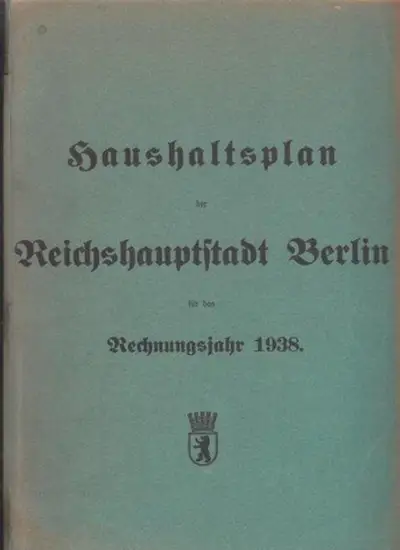 Haushaltsplan
der
Reichshauptstadt Berlin
für das
Rechnungsjahr 1938.